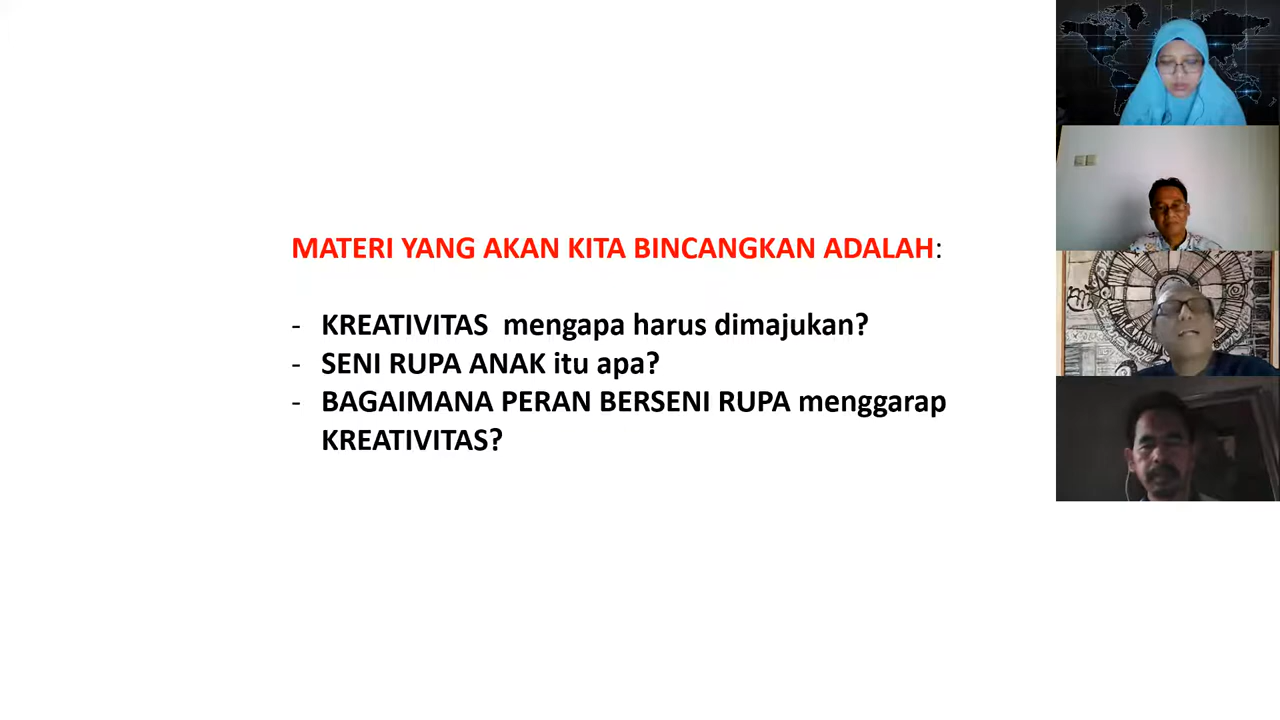 MATERI YANG AKAN KITA BINCANGKAN ADALAH:
- KREATIVITAS mengapa harus dimajukan?
- SENI RUPA ANAK itu apa?
- BAGAIMANA PERAN BERSENI RUPA menggarap
KREATIVITAS?